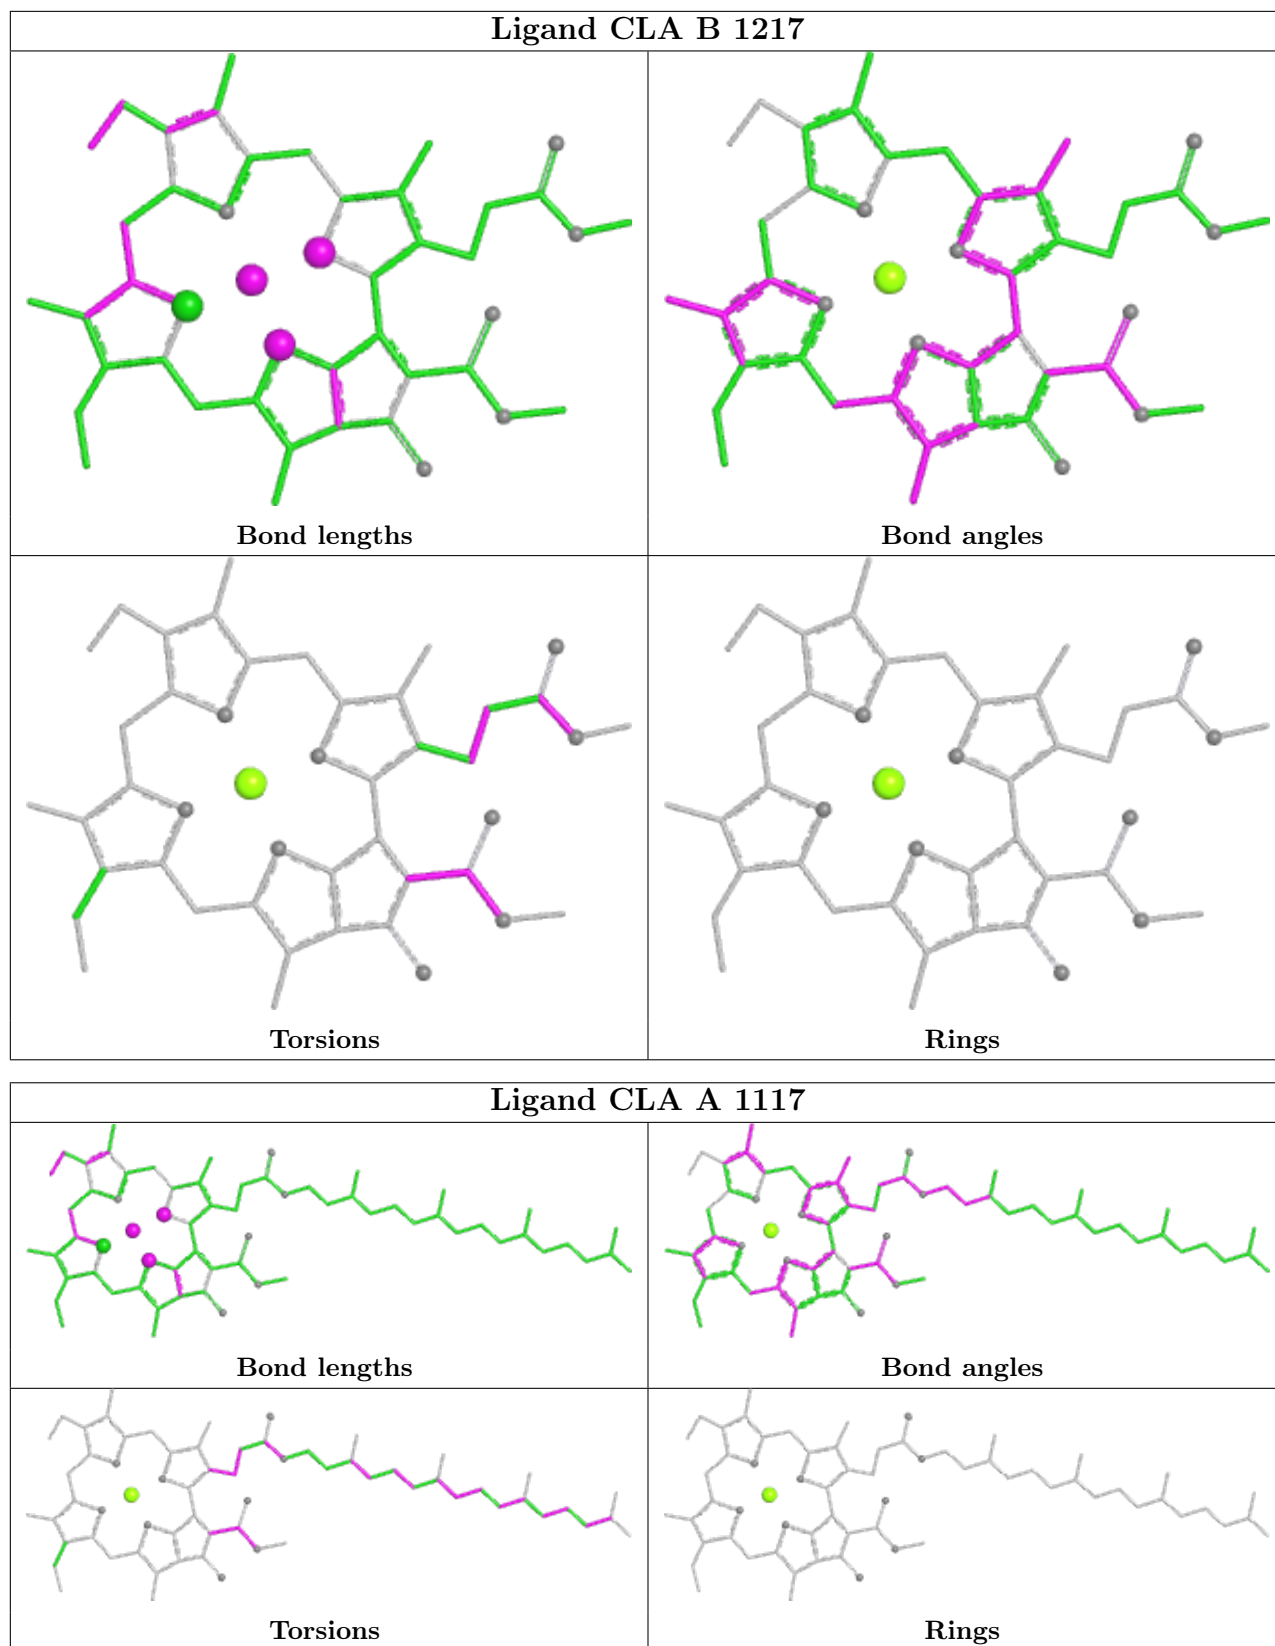 Ligand CLA B 1217
Bond lengths
Bond angles
Torsions
Rings
Ligand CLA A 1117
Bond lengths
Bond angles
Torsions
Rings